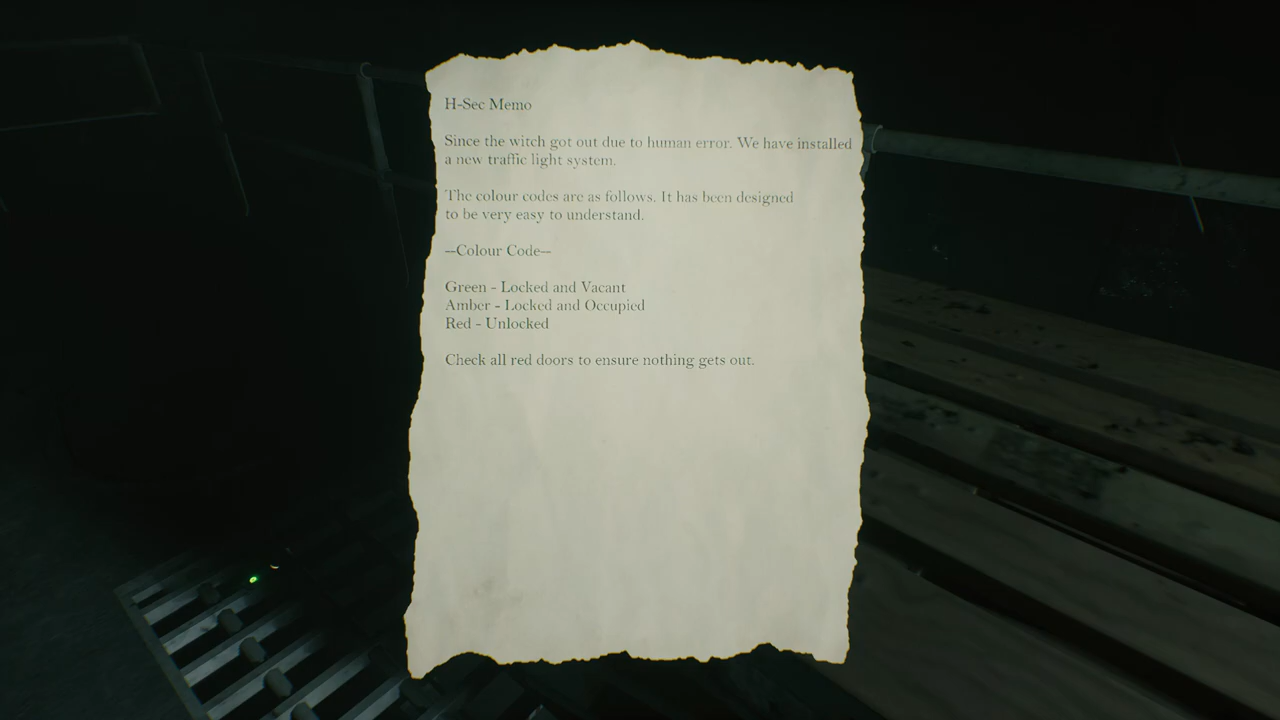 H-Sec Memo
Since the witch got out due to human error. We have installed
a new traffic light system.
The colour codes are as follows. It has been designed
to be very easy to understand.
—Colour Code—
Green - Locked and Vacant
Amber - Locked and Occupied
Red - Unlocked
Check all red doors to ensure nothing gets out.